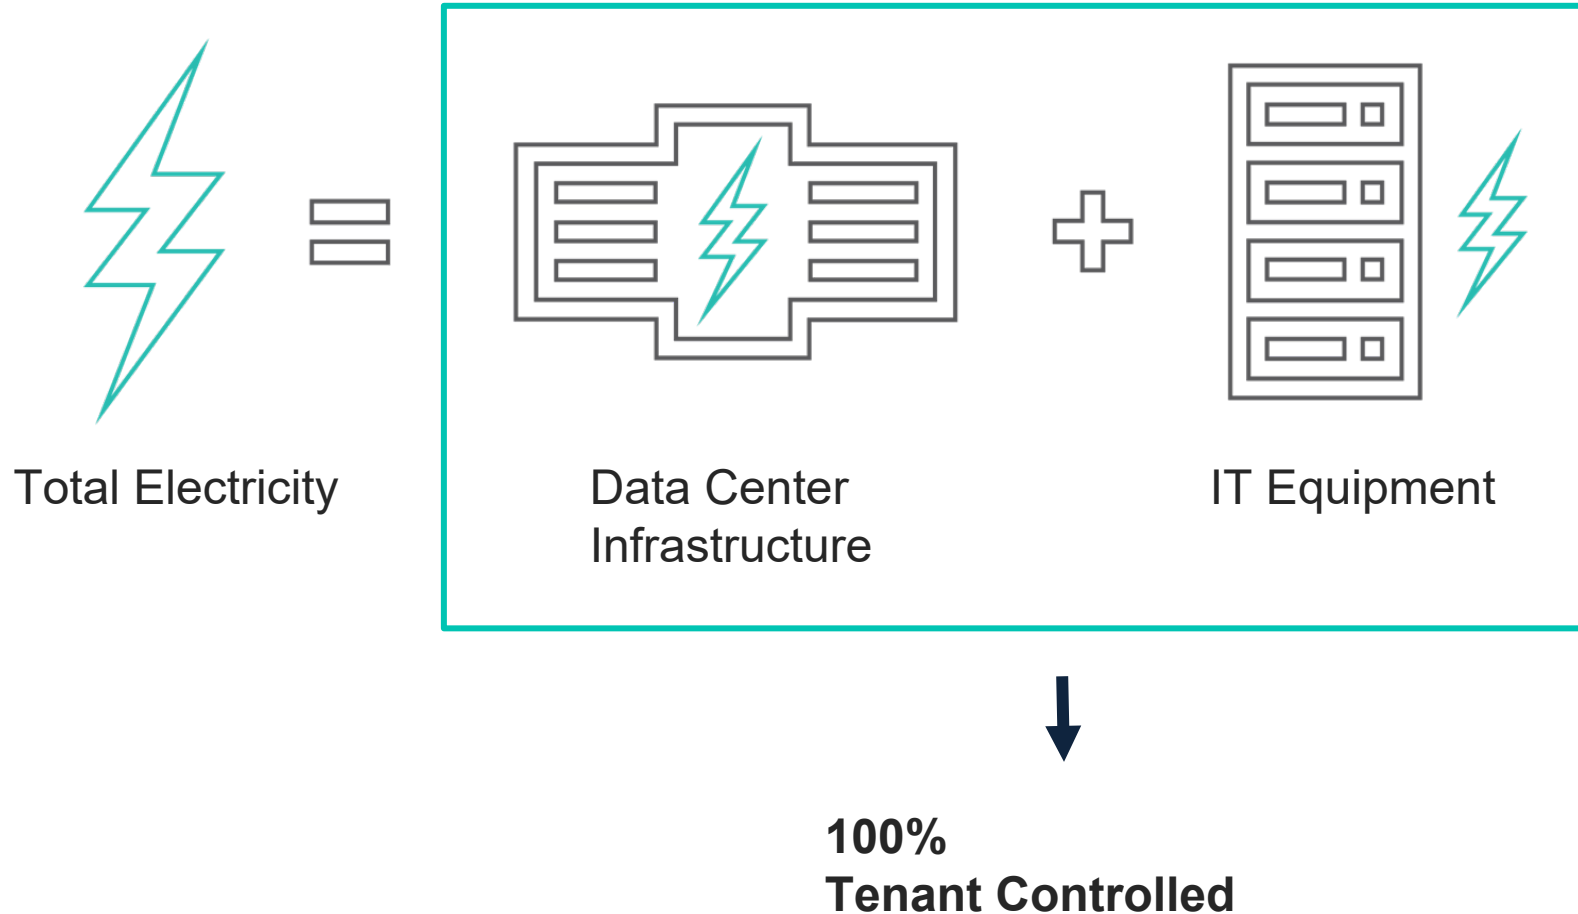 Total Electricity
Data Center
Infrastructure
IT Equipment
100%
Tenant Controlled